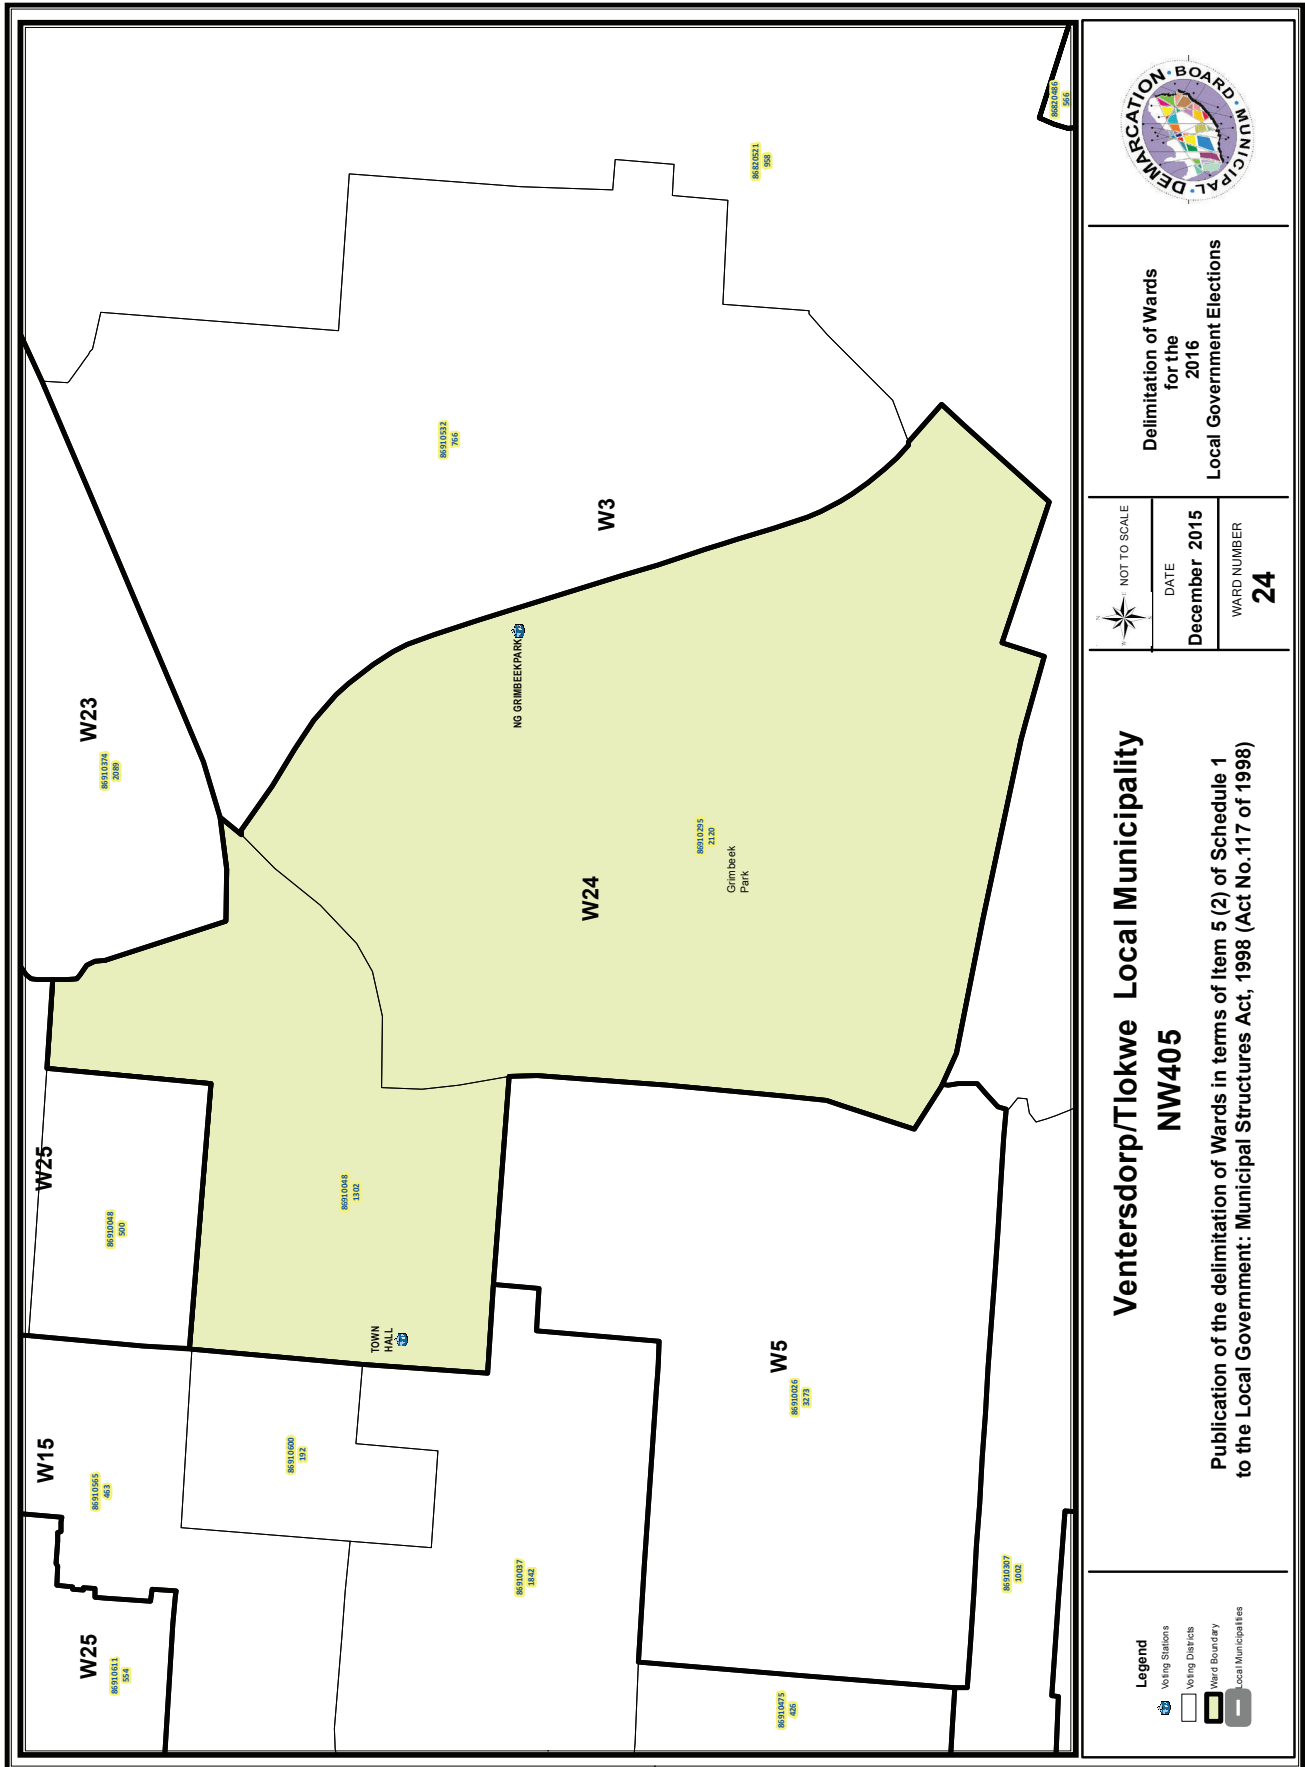 W25
86910611
554
W15
86910565
463
W25
86910048
500
W23
86910374
2089
86910600
192
TOWN
HALL
86910048
1302
86910532
766
NG GRIMBEEKPARK
W3
86910037
1842
W24
86910295
2120
Grimbeek
Park
86820521
958
86820486
566
W5
86910026
3273
86910475
426
86910307
1002
Legend
Voting Stations
Voting Districts
Ward Boundary
Local Municipalities
Ventersdorp/Tlokwe Local Municipality
NW405
Publication of the delimitation of Wards in terms of Item 5 (2) of Schedule 1
to the Local Government: Municipal Structures Act, 1998 (Act No.117 of 1998)
NOT TO SCALE
DATE
December 2015
WARD NUMBER
24
Delimitation of Wards
for the
2016
Local Government Elections
MUNICIPAL • DEMARCATION • BOARD •